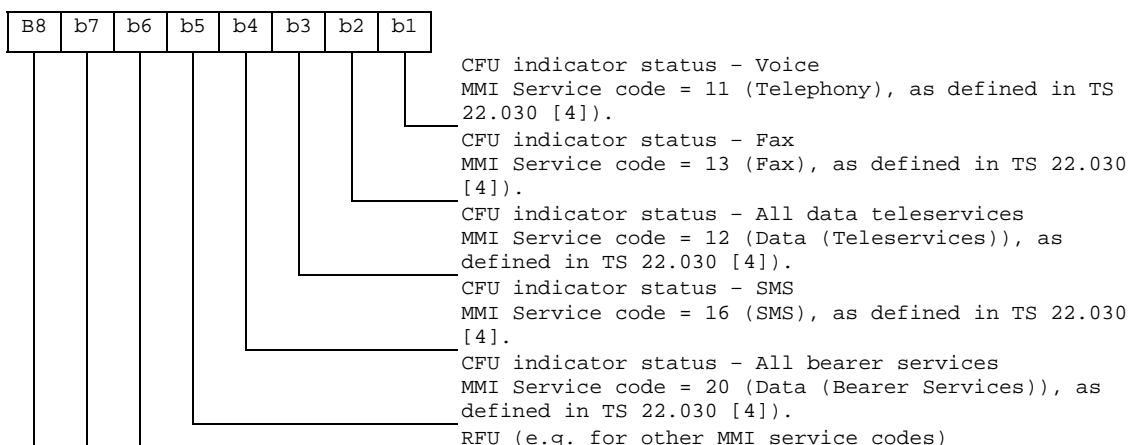 B8 b7 b6 b5 b4 b3 b2 b1
CFU indicator status – Voice
MMI Service code = 11 (Telephony), as defined in TS
22.030 [4]).
CFU indicator status – Fax
MMI Service code = 13 (Fax), as defined in TS 22.030
[4]).
CFU indicator status – All data teleservices
MMI Service code = 12 (Data (Teleservices)), as
defined in TS 22.030 [4]).
CFU indicator status – SMS
MMI Service code = 16 (SMS), as defined in TS 22.030
[4].
CFU indicator status – All bearer services
MMI Service code = 20 (Data (Bearer Services)), as
defined in TS 22.030 [4]).
RFU (e.g. for other MMI service codes)